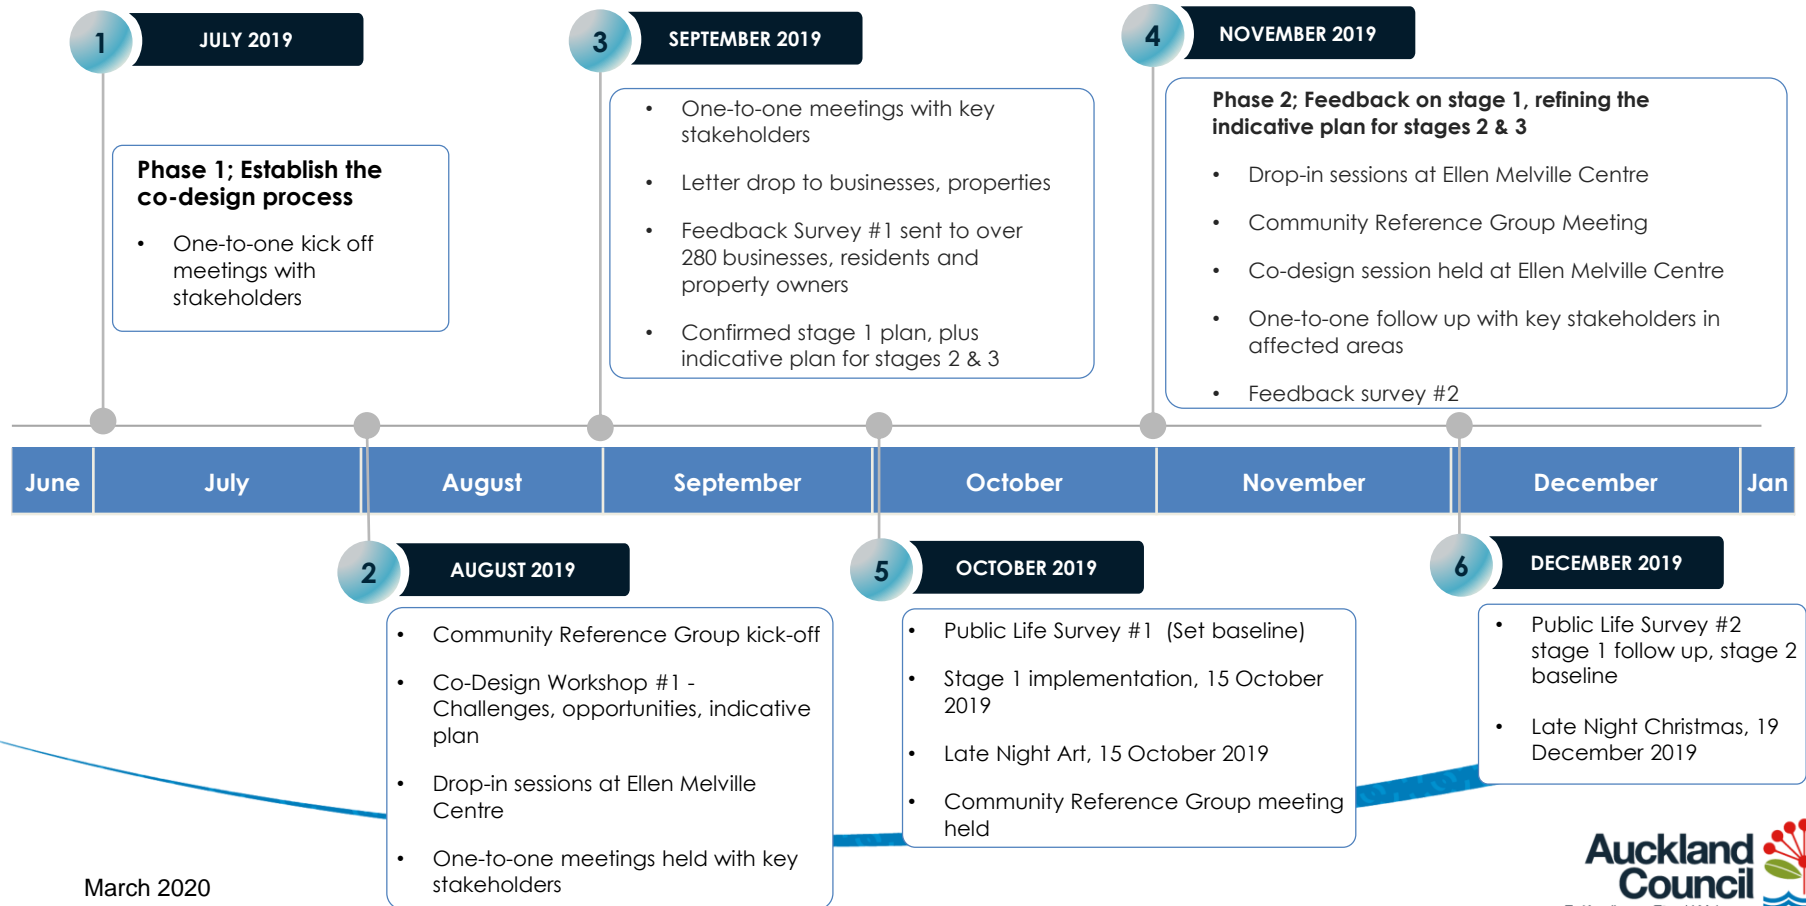 1
JULY 2019
Phase 1; Establish the
co-design process
• One-to-one kick off
meetings with
stakeholders
3
SEPTEMBER 2019
• One-to-one meetings with key
stakeholders
• Letter drop to businesses, properties
• Feedback Survey #1 sent to over
280 businesses, residents and
property owners
• Confirmed stage 1 plan, plus
indicative plan for stages 2 & 3
4
NOVEMBER 2019
Phase 2; Feedback on stage 1, refining the
indicative plan for stages 2 & 3
• Drop-in sessions at Ellen Melville Centre
• Community Reference Group Meeting
• Co-design session held at Ellen Melville Centre
• One-to-one follow up with key stakeholders in
affected areas
• Feedback survey #2
June July August September October November December Jan
2
AUGUST 2019
• Community Reference Group kick-off
• Co-Design Workshop #1 -
Challenges, opportunities, indicative
plan
• Drop-in sessions at Ellen Melville
Centre
• One-to-one meetings held with key
stakeholders
5
OCTOBER 2019
• Public Life Survey #1 (Set baseline)
• Stage 1 implementation, 15 October
2019
• Late Night Art, 15 October 2019
• Community Reference Group meeting
held
6
DECEMBER 2019
• Public Life Survey #2
stage 1 follow up, stage 2
baseline
• Late Night Christmas, 19
December 2019
March 2020
Auckland
Council